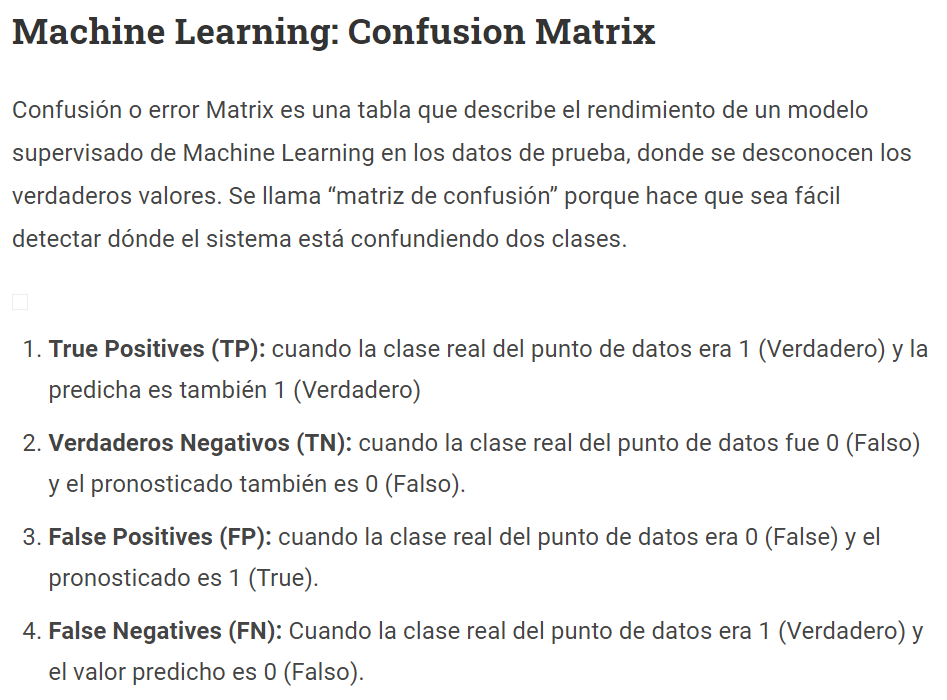 Machine Learning: Confusion Matrix
Confusión o error Matrix es una tabla que describe el rendimiento de un modelo
supervisado de Machine Learning en los datos de prueba, donde se desconocen los
verdaderos valores. Se llama “matriz de confusión” porque hace que sea fácil
detectar dónde el sistema está confundiendo dos clases.
1. True Positives (TP): cuando la clase real del punto de datos era 1 (Verdadero) y la
predicha es también 1 (Verdadero)
2. Verdaderos Negativos (TN): cuando la clase real del punto de datos fue 0 (Falso)
y el pronosticado también es 0 (Falso).
3. False Positives (FP): cuando la clase real del punto de datos era 0 (False) y el
pronosticado es 1 (True).
4. False Negatives (FN): Cuando la clase real del punto de datos era 1 (Verdadero) y
el valor predicho es 0 (Falso).